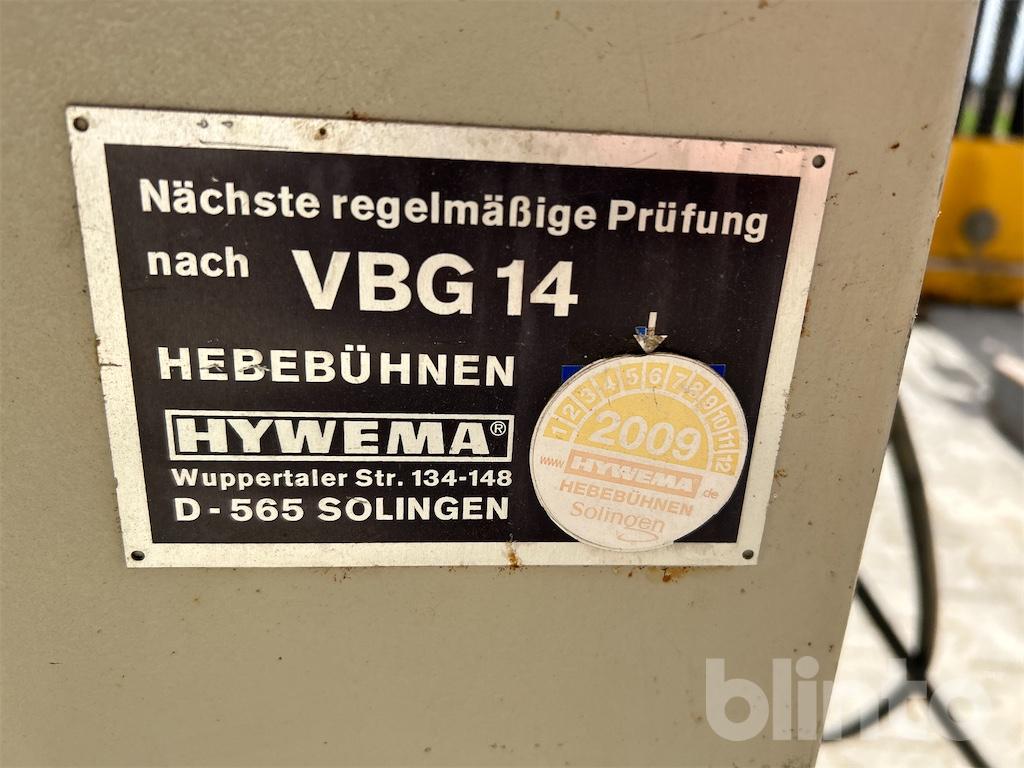 Nächste regelmäßige Prüfung
nach VBG 14
HEBEBÜHNEN
HYWEMA®
Wuppertaler Str. 134-148
D-565 SOLINGEN
1 2 3 4 5 6 7 8 9 10 11 12
2009
www HYWEMA .de
HEBEBÜHNEN
Solingen
blinto